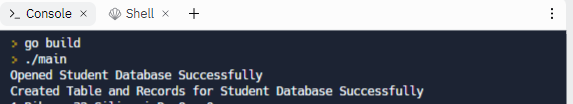 >_ Console ×
Shell ×
+
> go build
> ./main
Opened Student Database Successfully
Created Table and Records for Student Database Successfully